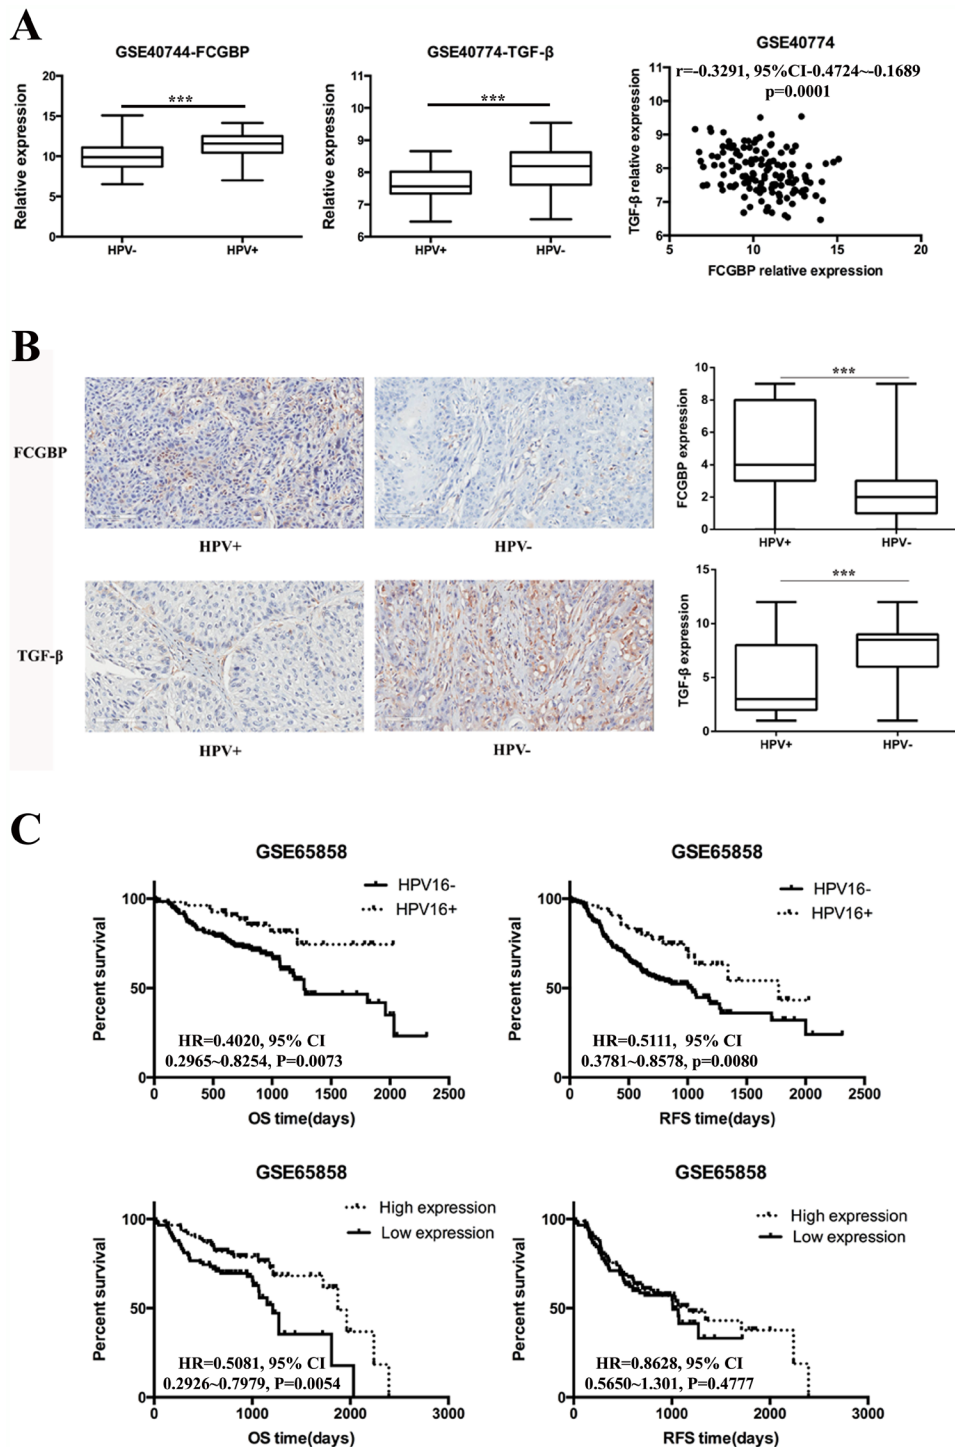 A
GSE40744-FCGBP
Relative expression
20
15
10
5
0
***
HPV-
HPV+
GSE40774-TGF-β
Relative expression
11
10
9
8
7
6
***
HPV+
HPV-
GSE40774
r=-0.3291, 95%CI-0.4724~-0.1689
p=0.0001
TGF-β relative expression
11
10
9
8
7
6
5
10
15
20
FCGBP relative expression
B
FCGBP
HPV+
HPV-
FCGBP expression
10
8
6
4
2
0
***
HPV+
HPV-
TGF-β
HPV+
HPV-
TGF-β expression
15
10
5
0
***
HPV+
HPV-
C
GSE65858
Percent survival
100
50
0
HPV16-
HPV16+
HR=0.4020, 95% CI
0.2965~0.8254, P=0.0073
0
500
1000
1500
2000
2500
OS time(days)
GSE65858
Percent survival
100
50
0
HPV16-
HPV16+
HR=0.5111, 95% CI
0.3781~0.8578, p=0.0080
0
500
1000
1500
2000
2500
RFS time(days)
GSE65858
Percent survival
100
50
0
High expression
Low expression
HR=0.5081, 95% CI
0.2926~0.7979, P=0.0054
0
1000
2000
3000
OS time(days)
GSE65858
Percent survival
100
50
0
High expression
Low expression
HR=0.8628, 95% CI
0.5650~1.301, P=0.4777
0
1000
2000
3000
RFS time(days)